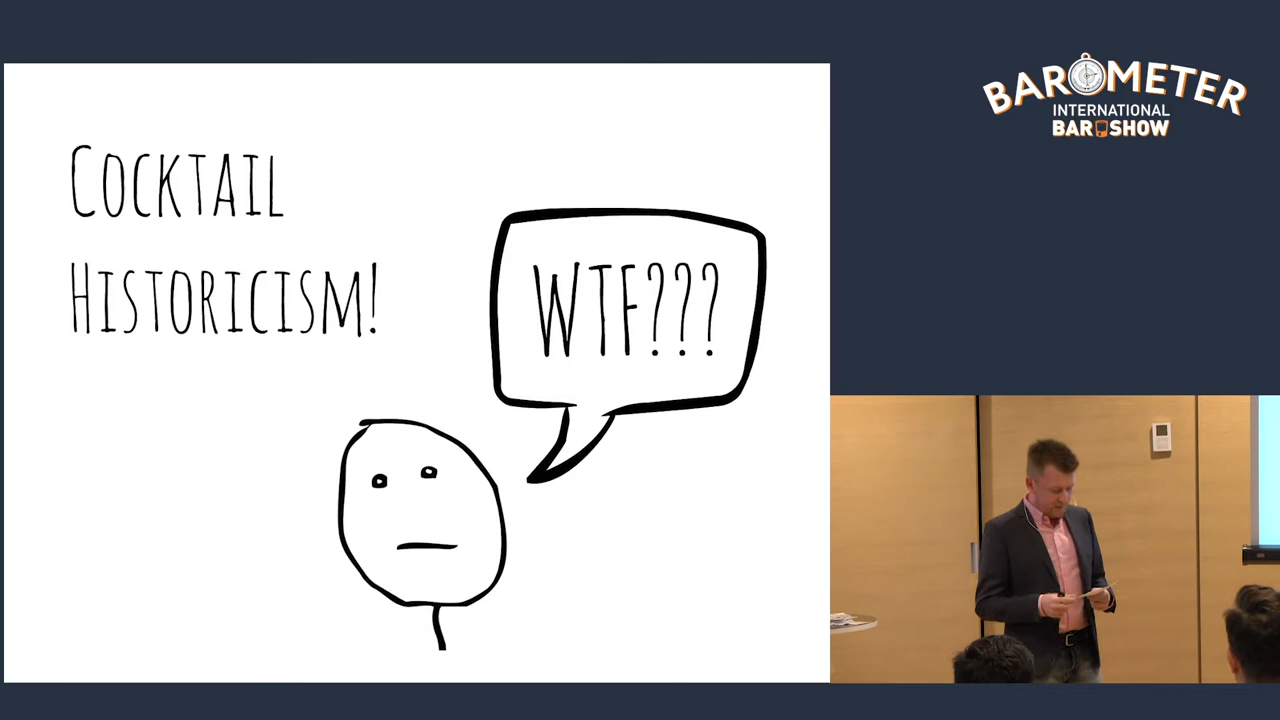 COCKTAIL
HISTORICISM!
WTF???
BAROMETER
INTERNATIONAL
BAR SHOW